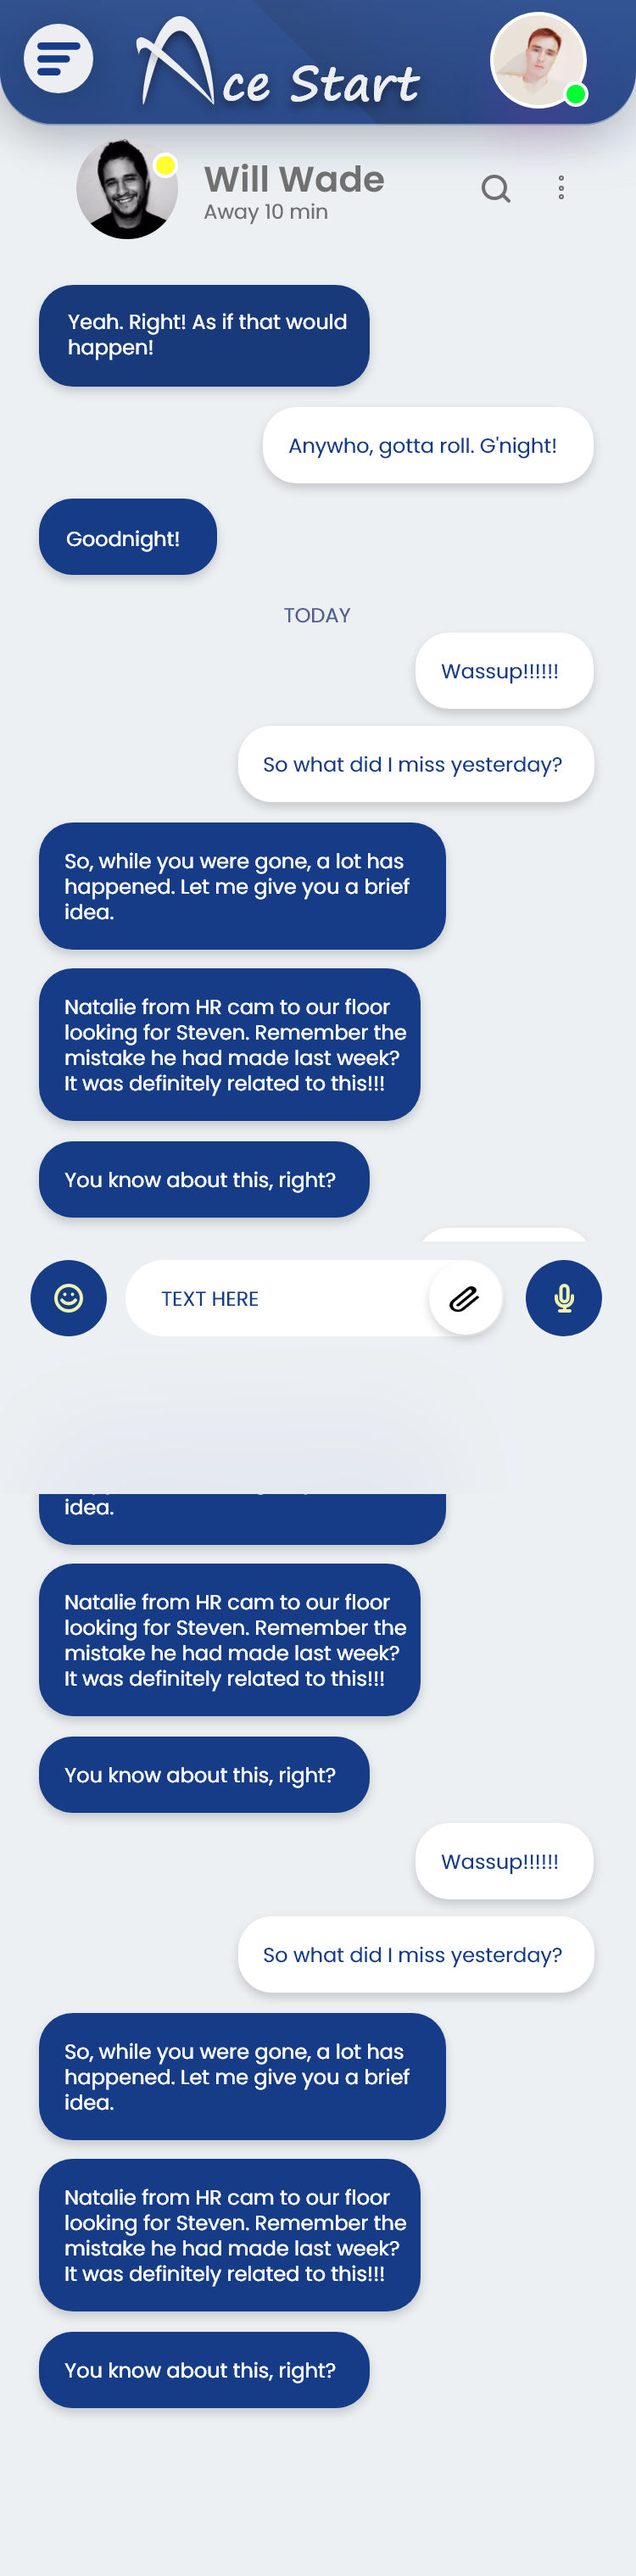 Ace Start
Will Wade
Away 10 min
Yeah. Right! As if that would
happen!
Anywho, gotta roll. G'night!
Goodnight!
TODAY
Wassup!!!!!!
So what did I miss yesterday?
So, while you were gone, a lot has
happened. Let me give you a brief
idea.
Natalie from HR cam to our floor
looking for Steven. Remember the
mistake he had made last week?
It was definitely related to this!!!
You know about this, right?
TEXT HERE
idea.
Natalie from HR cam to our floor
looking for Steven. Remember the
mistake he had made last week?
It was definitely related to this!!!
You know about this, right?
Wassup!!!!!!
So what did I miss yesterday?
So, while you were gone, a lot has
happened. Let me give you a brief
idea.
Natalie from HR cam to our floor
looking for Steven. Remember the
mistake he had made last week?
It was definitely related to this!!!
You know about this, right?